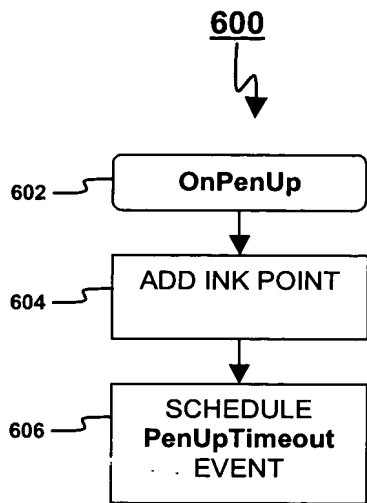 600
602
OnPenUp
604
ADD INK POINT
606
SCHEDULE
PenUpTimeout
EVENT